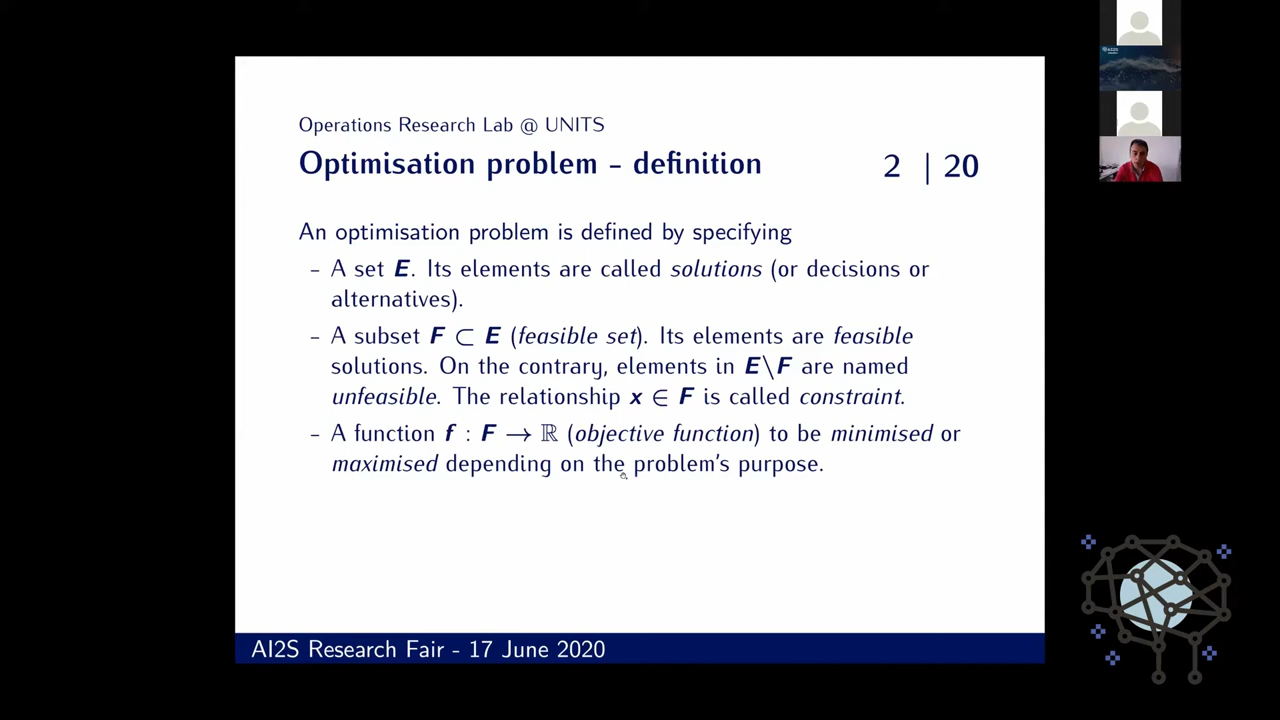 Operations Research Lab @ UNITS
Optimisation problem – definition
2 | 20
An optimisation problem is defined by specifying
– A set E. Its elements are called solutions (or decisions or
alternatives).
– A subset F ⊂ E (feasible set). Its elements are feasible
solutions. On the contrary, elements in E\F are named
unfeasible. The relationship x ∈ F is called constraint.
– A function f : F → ℝ (objective function) to be minimised or
maximised depending on the problem's purpose.
AI2S Research Fair - 17 June 2020
AI2S